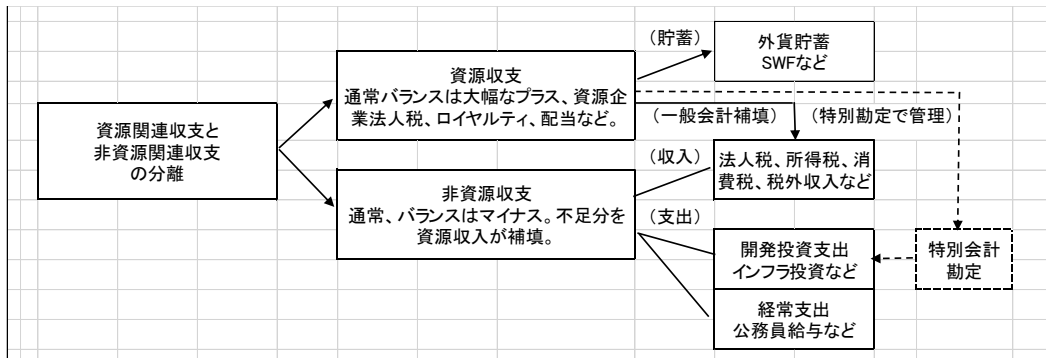 資源関連収支と
非資源関連収支
の分離
資源収支
通常バランスは大幅なプラス、資源企
業法人税、ロイヤルティ、配当など。
非資源収支
通常、バランスはマイナス。不足分を
資源収入が補填。
（貯蓄）
外貨貯蓄
SWFなど
（一般会計補填）
（特別勘定で管理）
（収入）
法人税、所得税、消
費税、税外収入など
（支出）
開発投資支出
インフラ投資など
特別会計
勘定
経常支出
公務員給与など